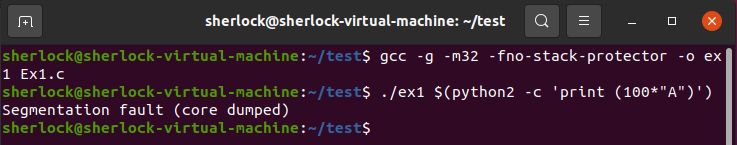 sherlock@sherlock-virtual-machine: ~/test
sherlock@sherlock-virtual-machine:~/test$ gcc -g -m32 -fno-stack-protector -o ex
1 Ex1.c
sherlock@sherlock-virtual-machine:~/test$ ./ex1 $(python2 -c 'print (100*"A")')
Segmentation fault (core dumped)
sherlock@sherlock-virtual-machine:~/test$